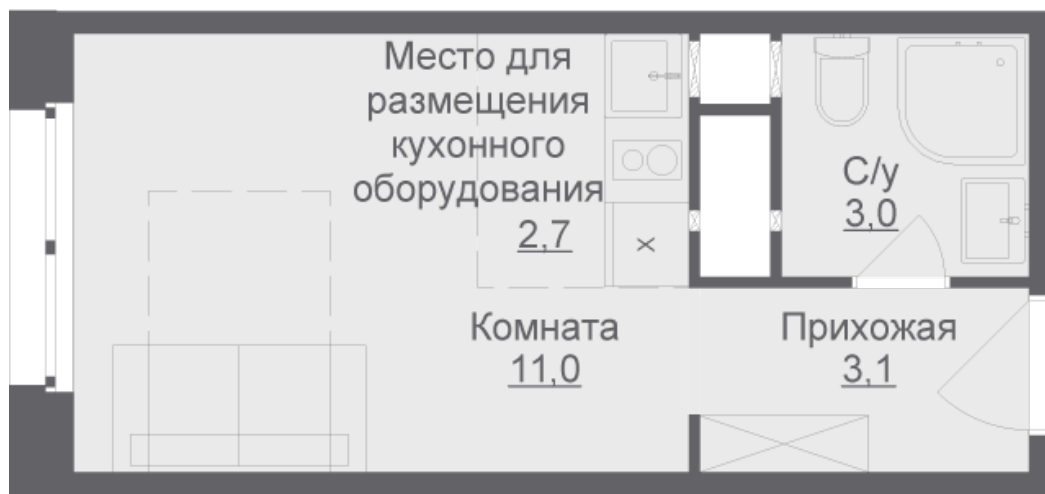 Место для
размещения
кухонного
оборудования
2,7
X
С/у
3,0
Комната
11,0
Прихожая
3,1